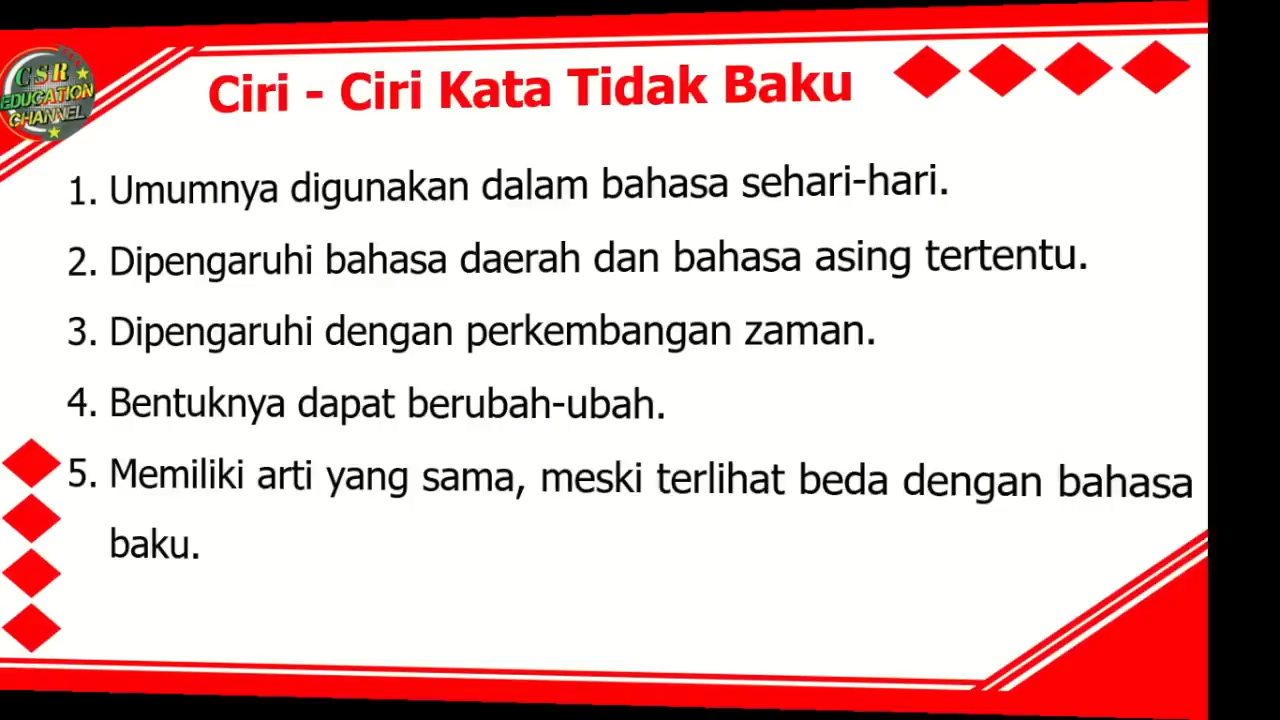 CSR
EDUCATION
CHANNEL
Ciri - Ciri Kata Tidak Baku
1. Umumnya digunakan dalam bahasa sehari-hari.
2. Dipengaruhi bahasa daerah dan bahasa asing tertentu.
3. Dipengaruhi dengan perkembangan zaman.
4. Bentuknya dapat berubah-ubah.
5. Memiliki arti yang sama, meski terlihat beda dengan bahasa
baku.